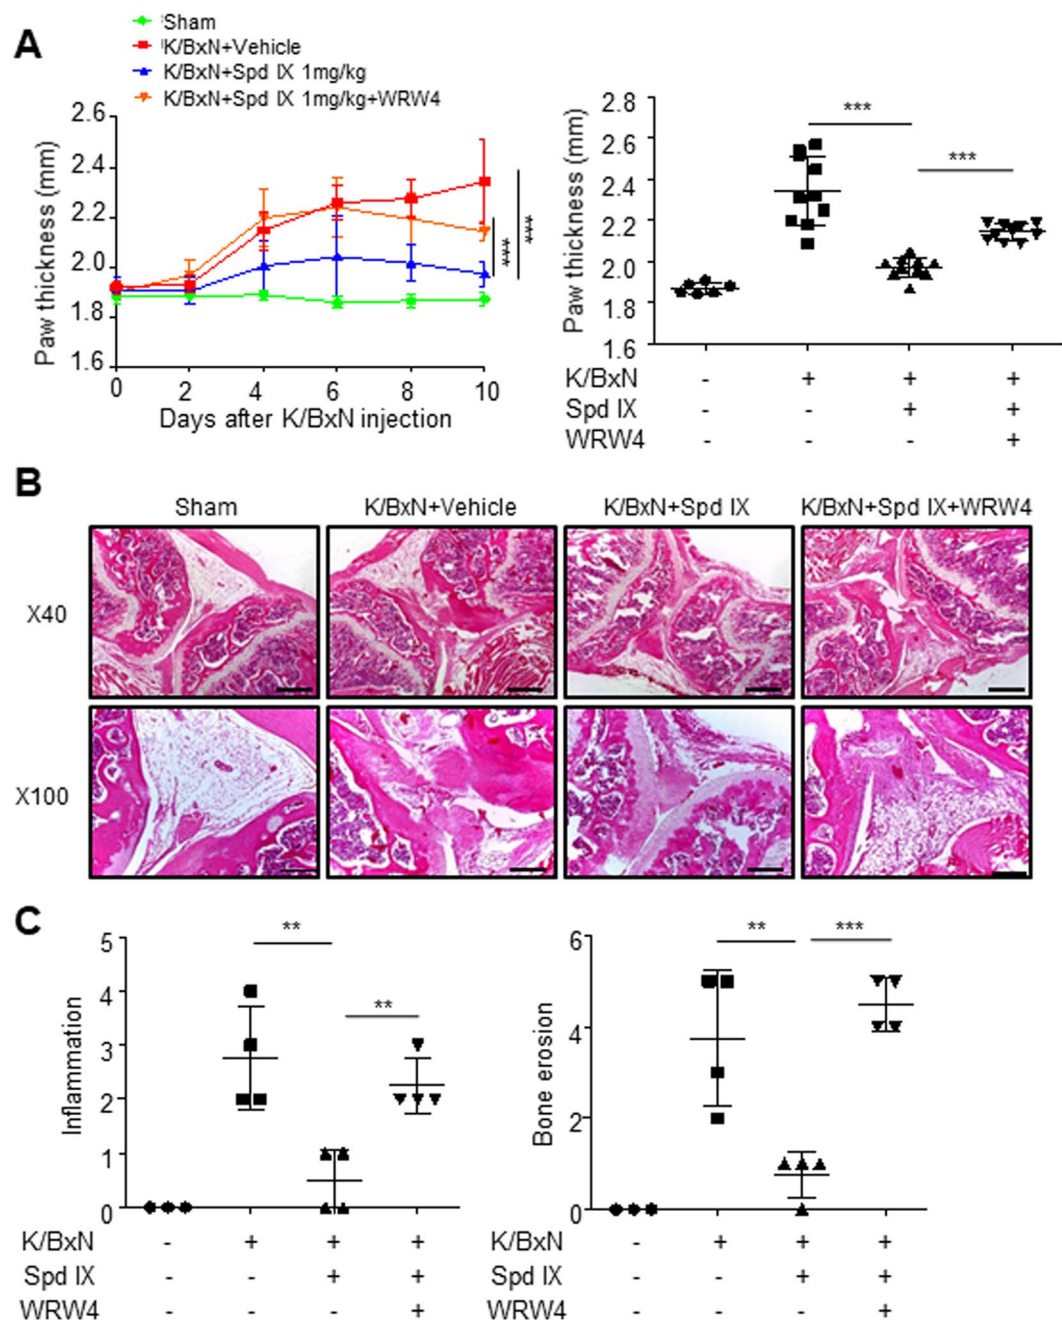 A
Sham
K/BxN+Vehicle
K/BxN+Spd IX 1mg/kg
K/BxN+Spd IX 1mg/kg+WRW4
Paw thickness (mm)
2.6
2.4
2.2
2.0
1.8
1.6
0 2 4 6 8 10
Days after K/BxN injection
***
***
Paw thickness (mm)
2.8
2.6
2.4
2.2
2.0
1.8
1.6
***
***
K/BxN - + + +
Spd IX - - + +
WRW4 - - - +
B
Sham K/BxN+Vehicle K/BxN+Spd IX K/BxN+Spd IX+WRW4
X40
X100
C
Inflammation
5
4
3
2
1
0
**
**
K/BxN - + + +
Spd IX - - + +
WRW4 - - - +
Bone erosion
6
4
2
0
**
***
K/BxN - + + +
Spd IX - - + +
WRW4 - - - +